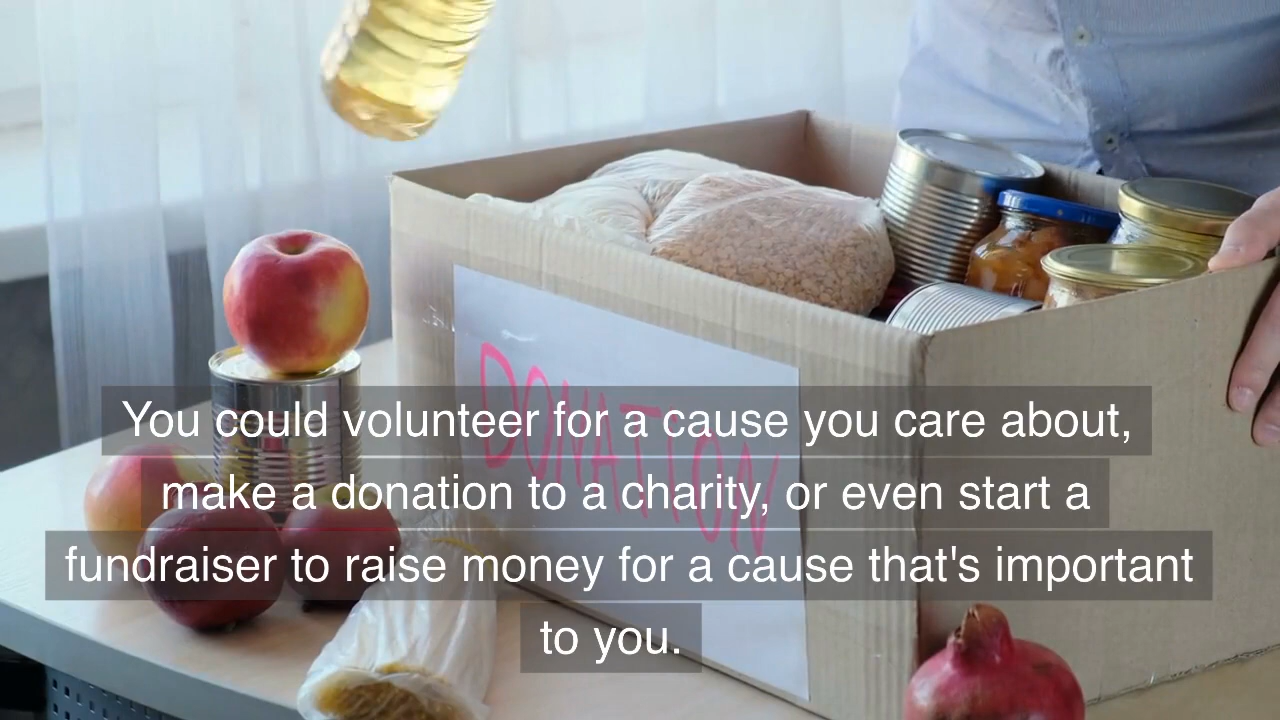 You could volunteer for a cause you care about,
make a donation to a charity, or even start a
fundraiser to raise money for a cause that's important
to you.
DONATION